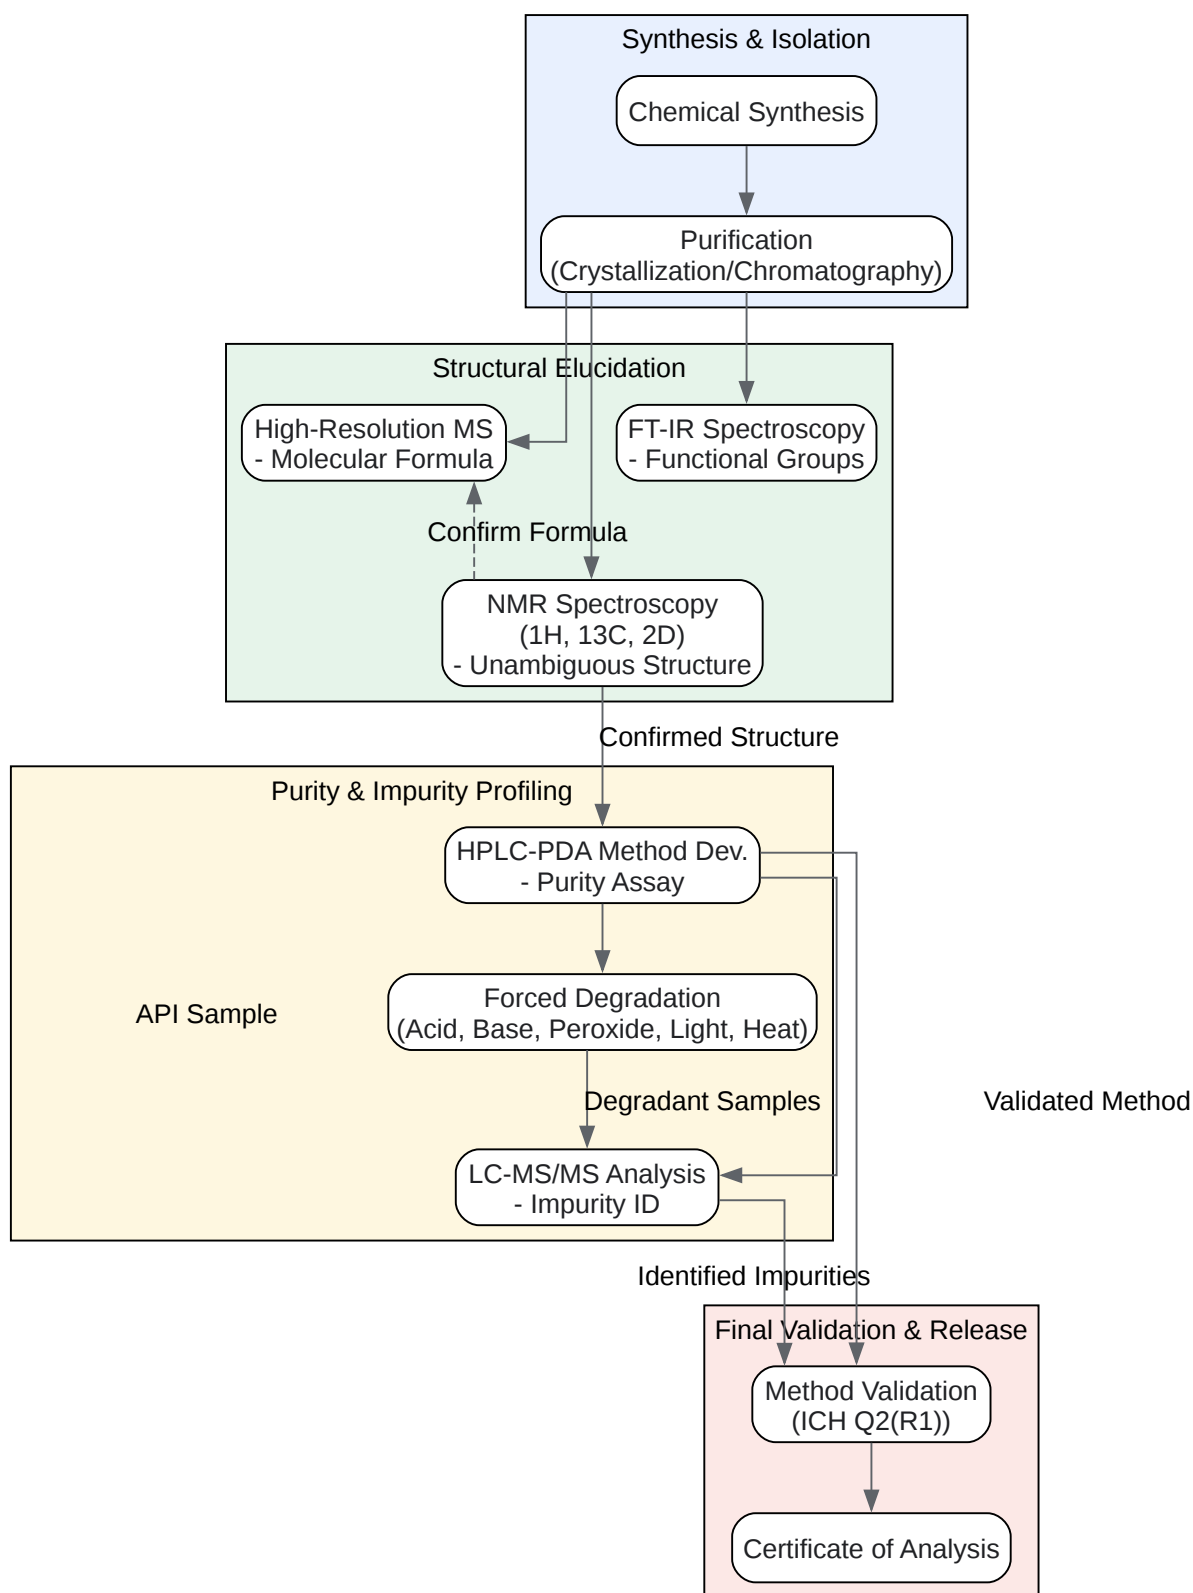 Synthesis & Isolation
Chemical Synthesis
Purification
(Crystallization/Chromatography)
Structural Elucidation
High-Resolution MS
- Molecular Formula
FT-IR Spectroscopy
- Functional Groups
Confirm Formula
NMR Spectroscopy
(1H, 13C, 2D)
- Unambiguous Structure
Confirmed Structure
Purity & Impurity Profiling
HPLC-PDA Method Dev.
- Purity Assay
API Sample
Forced Degradation
(Acid, Base, Peroxide, Light, Heat)
Degradant Samples
Validated Method
LC-MS/MS Analysis
- Impurity ID
Identified Impurities
Final Validation & Release
Method Validation
(ICH Q2(R1))
Certificate of Analysis